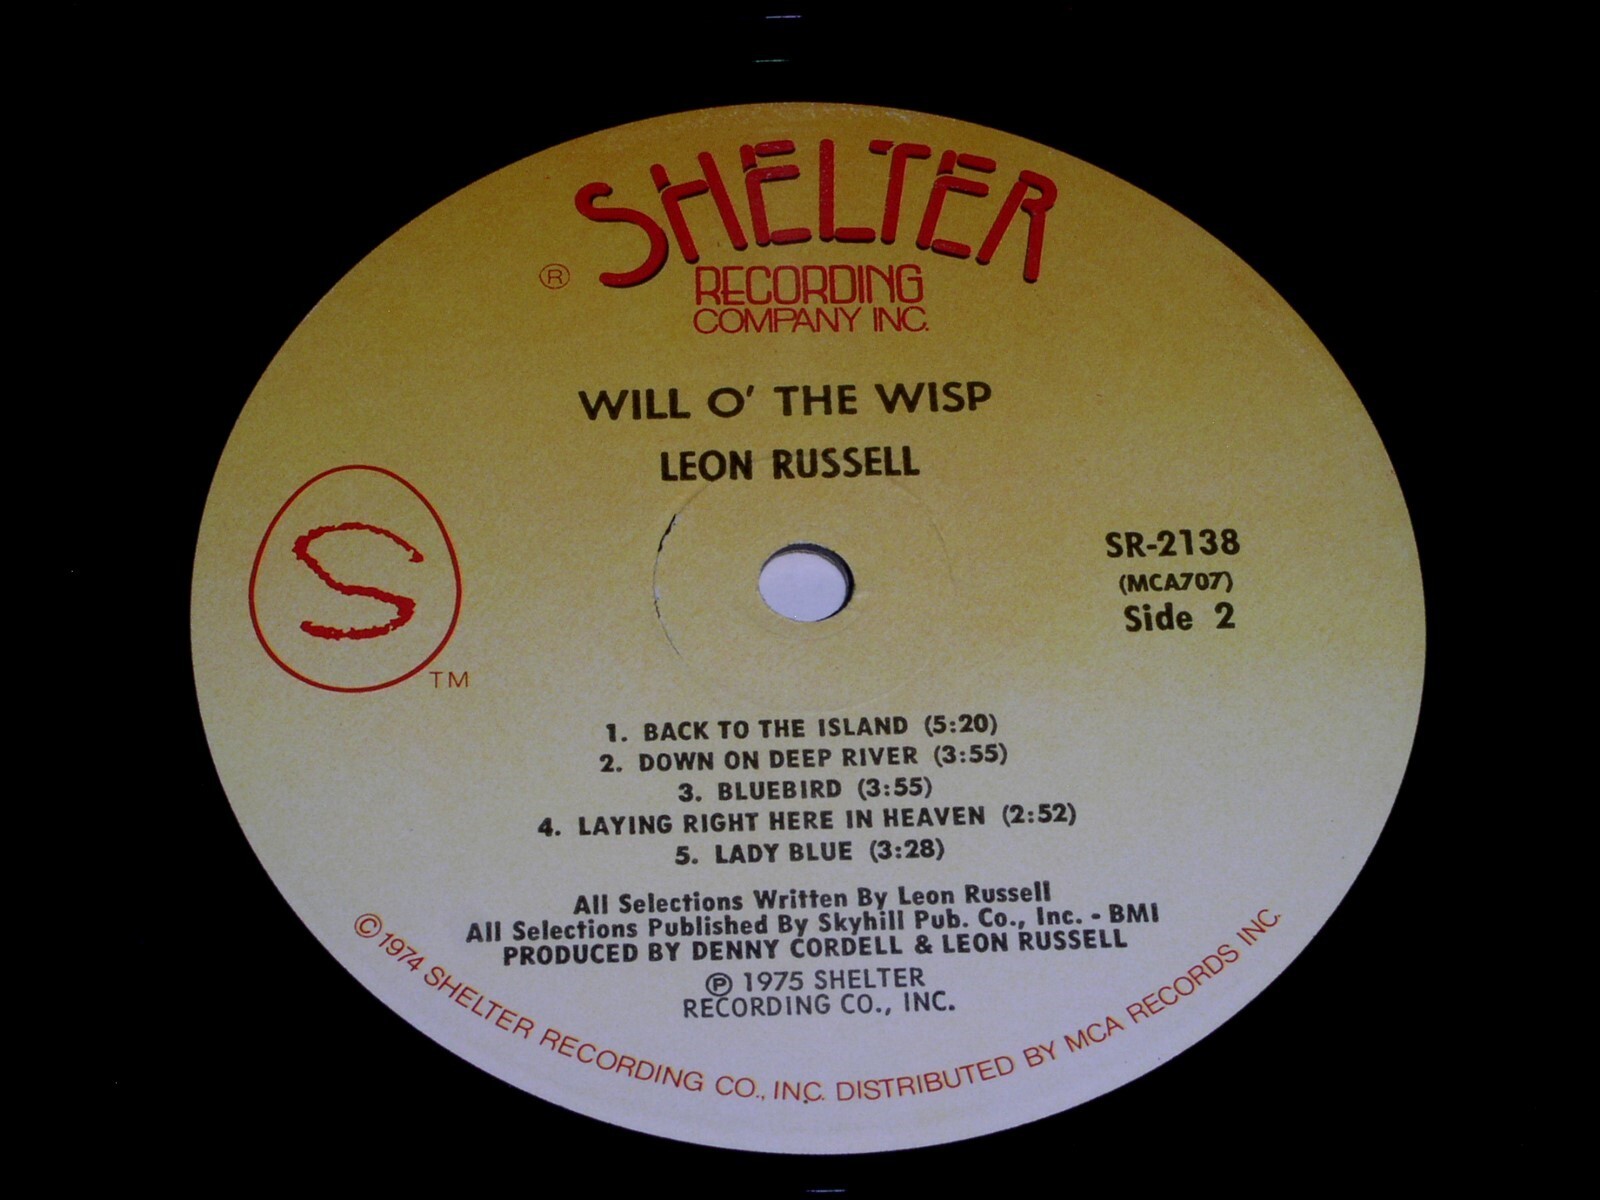 SHELTER
®
RECORDING
COMPANY INC.
WILL O' THE WISP
LEON RUSSELL
S
TM
SR-2138
(MCA707)
Side 2
1. BACK TO THE ISLAND (5:20)
2. DOWN ON DEEP RIVER (3:55)
3. BLUEBIRD (3:55)
4. LAYING RIGHT HERE IN HEAVEN (2:52)
5. LADY BLUE (3:28)
All Selections Written By Leon Russell
All Selections Published By Skyhill Pub. Co., Inc. - BMI
PRODUCED BY DENNY CORDELL & LEON RUSSELL
℗ 1975 SHELTER
RECORDING CO., INC.
©1974 SHELTER RECORDING CO., INC. DISTRIBUTED BY MCA RECORDS INC.